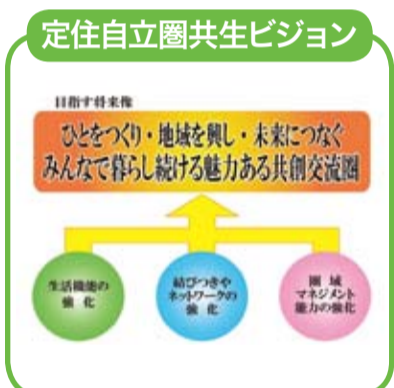 定住自立圏共生ビジョン
目指す将来像
ひとをつくり・地域を興し・未来につなぐ
みんなで暮らし続ける魅力ある共創交流圏
生活機能の
強 化
結びつきや
ネットワークの
強 化
圏 域
マネジメント
能力の強化